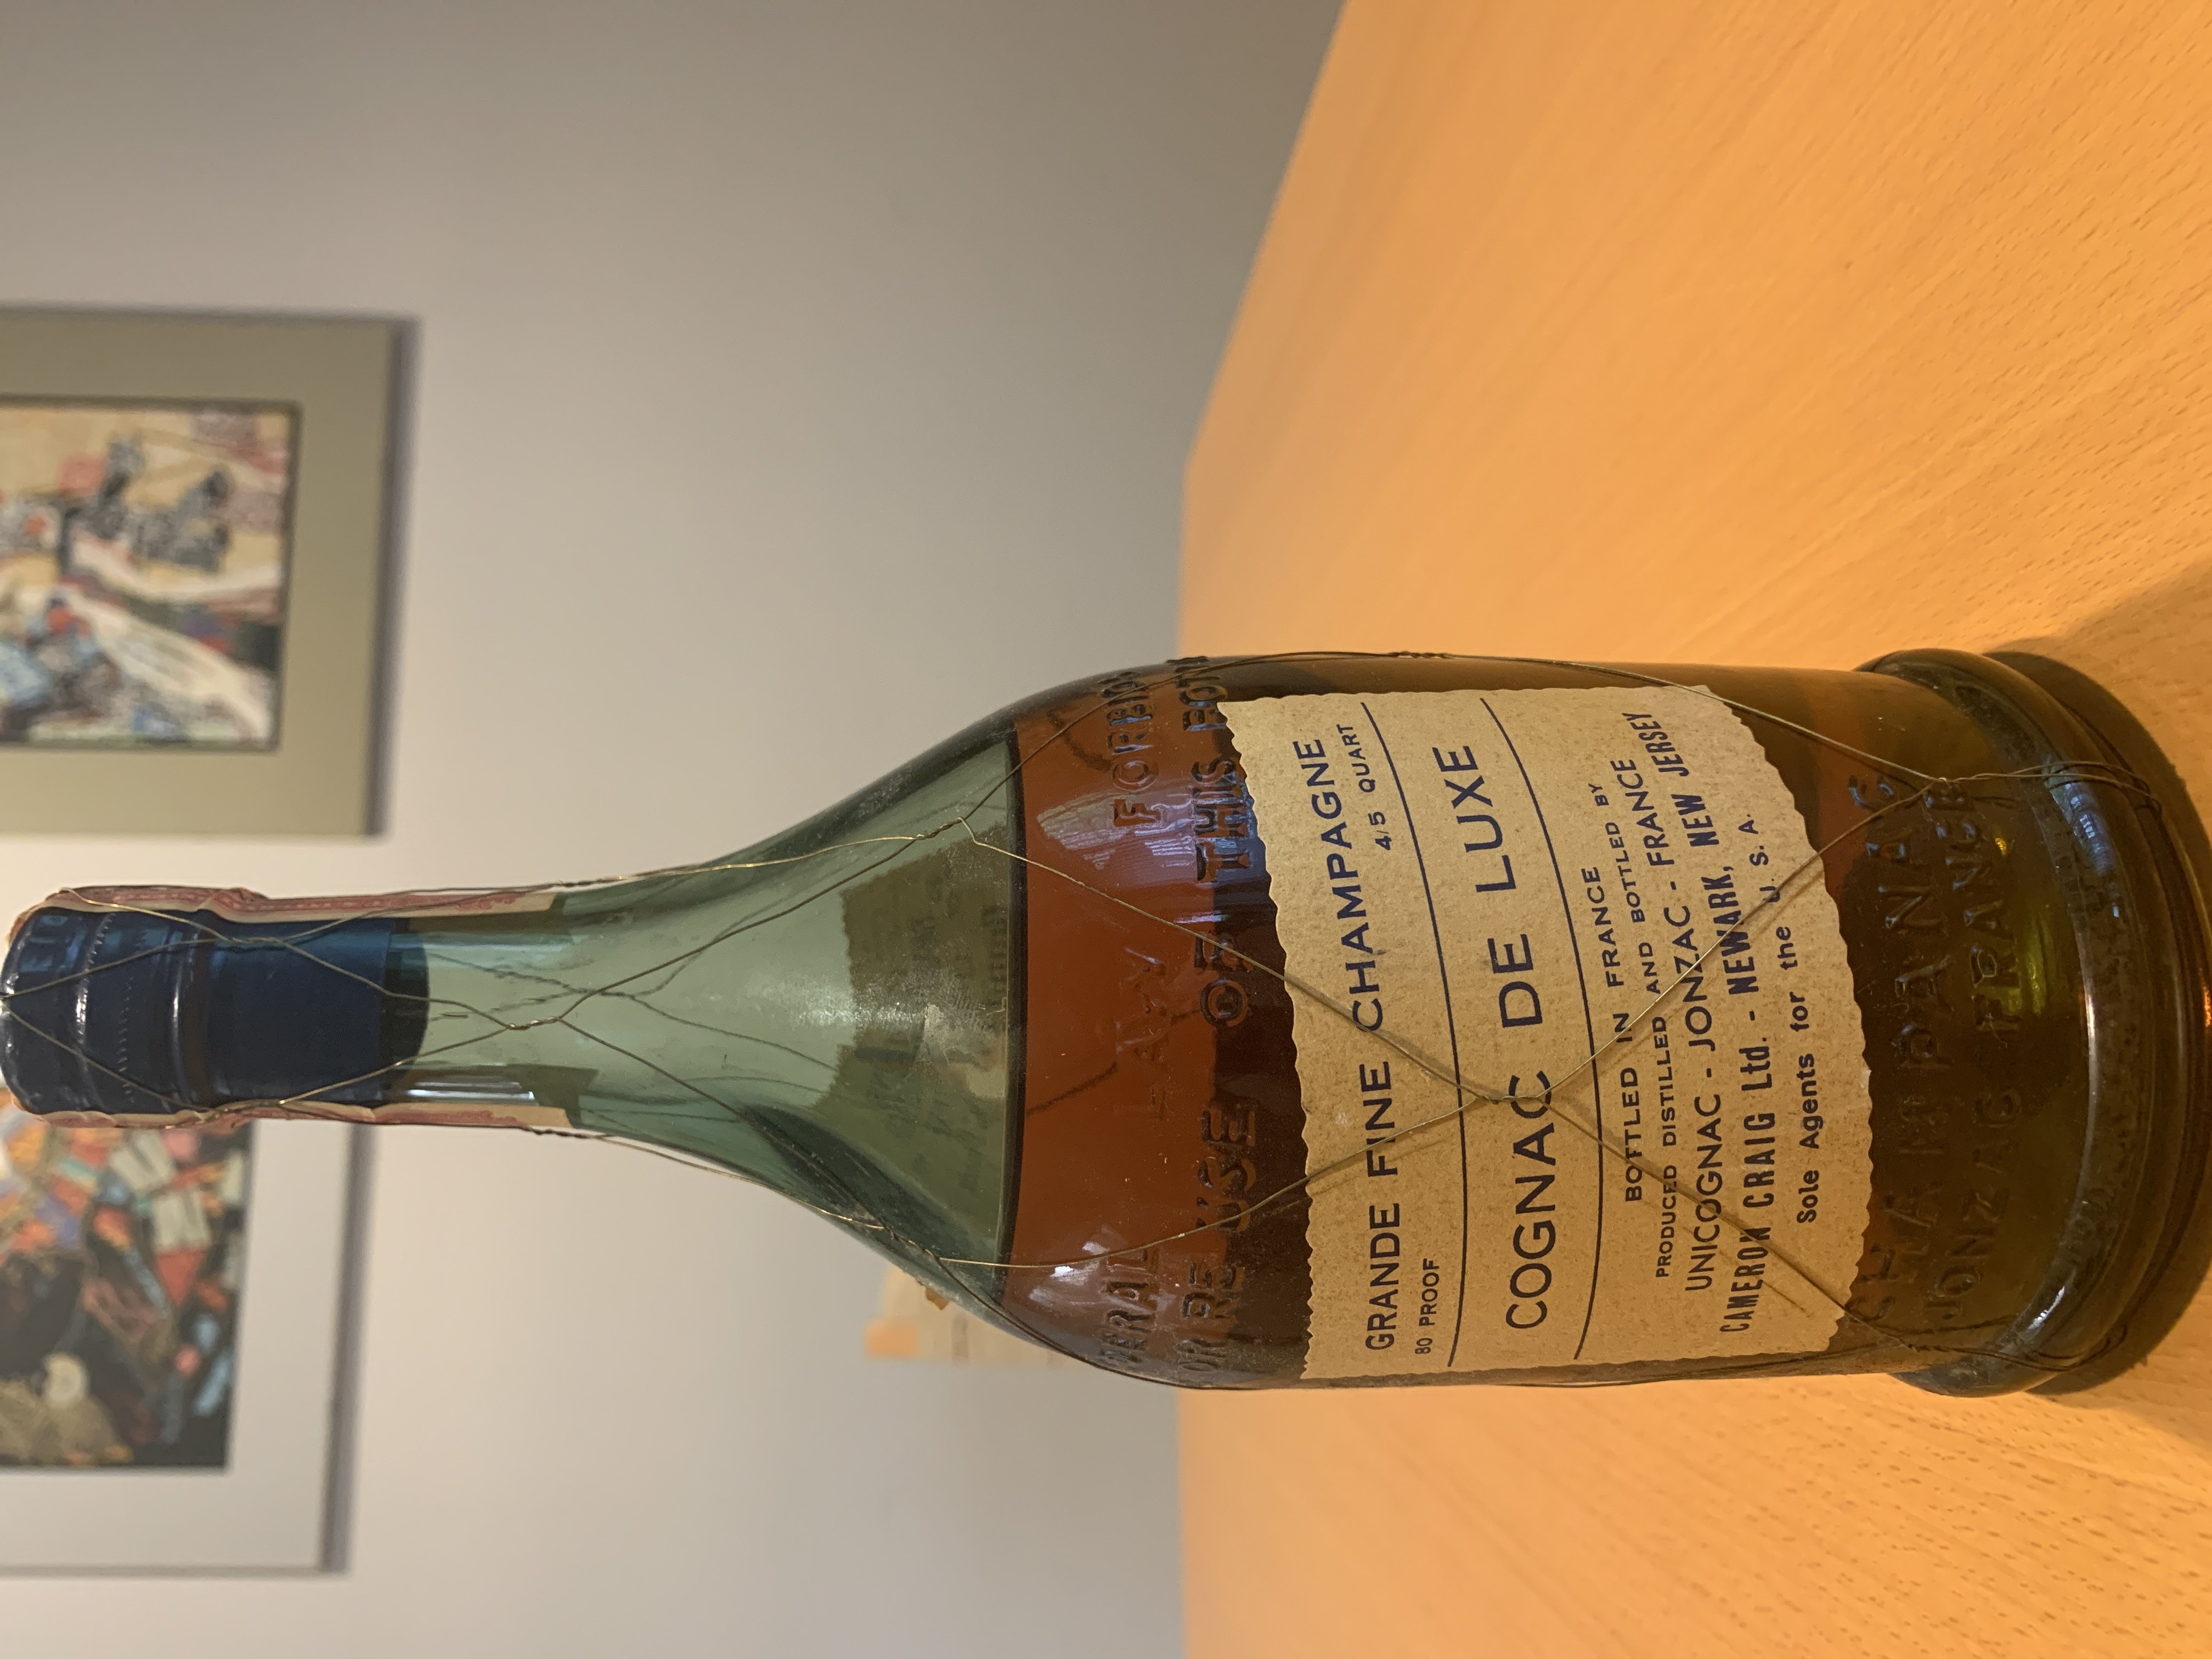 FORBIDS
OR RE-USE OF THIS BOTTLE
GRANDE FINE CHAMPAGNE
80 PROOF 4/5 QUART
COGNAC DE LUXE
BOTTLED IN FRANCE
PRODUCED DISTILLED AND BOTTLED BY
UNICOGNAC - JONZAC - FRANCE
CAMERON CRAIG Ltd. - NEWARK, NEW JERSEY
Sole Agents for the U. S. A.
JONZAC FRANCE